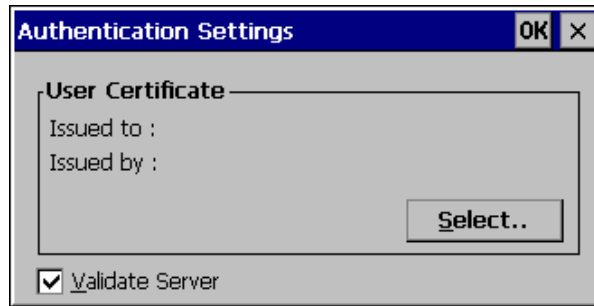 Authentication Settings OK ×
User Certificate
Issued to :
Issued by :
Select..
Validate Server